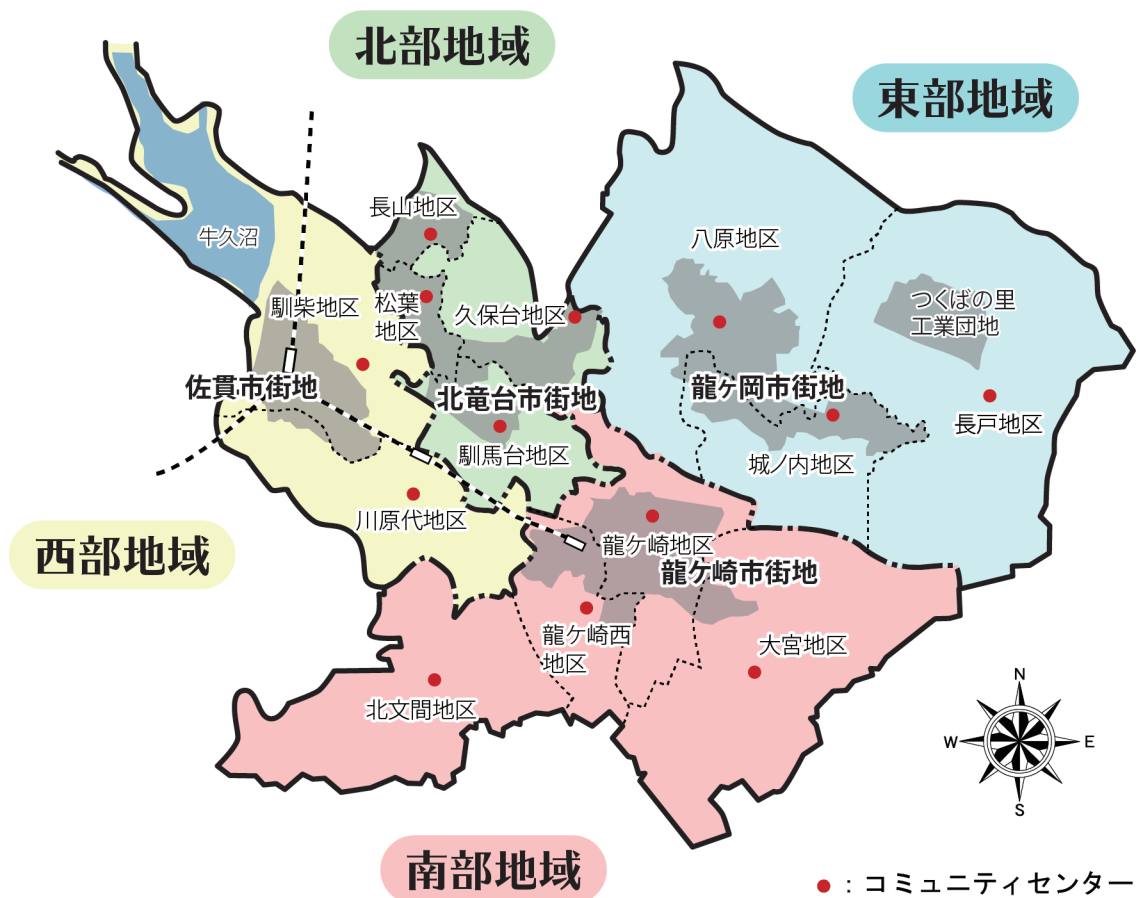 北部地域
東部地域
長山地区
牛久沼
八原地区
馴柴地区
松葉
地区
久保台地区
つくばの里
工業団地
佐貫市街地
北竜台市街地
龍ヶ岡市街地
長戸地区
馴馬台地区
城ノ内地区
川原代地区
西部地域
龍ケ崎地区
龍ケ崎市街地
龍ケ崎西
地区
大宮地区
北文間地区
N
W
E
S
南部地域
：コミュニティセンター